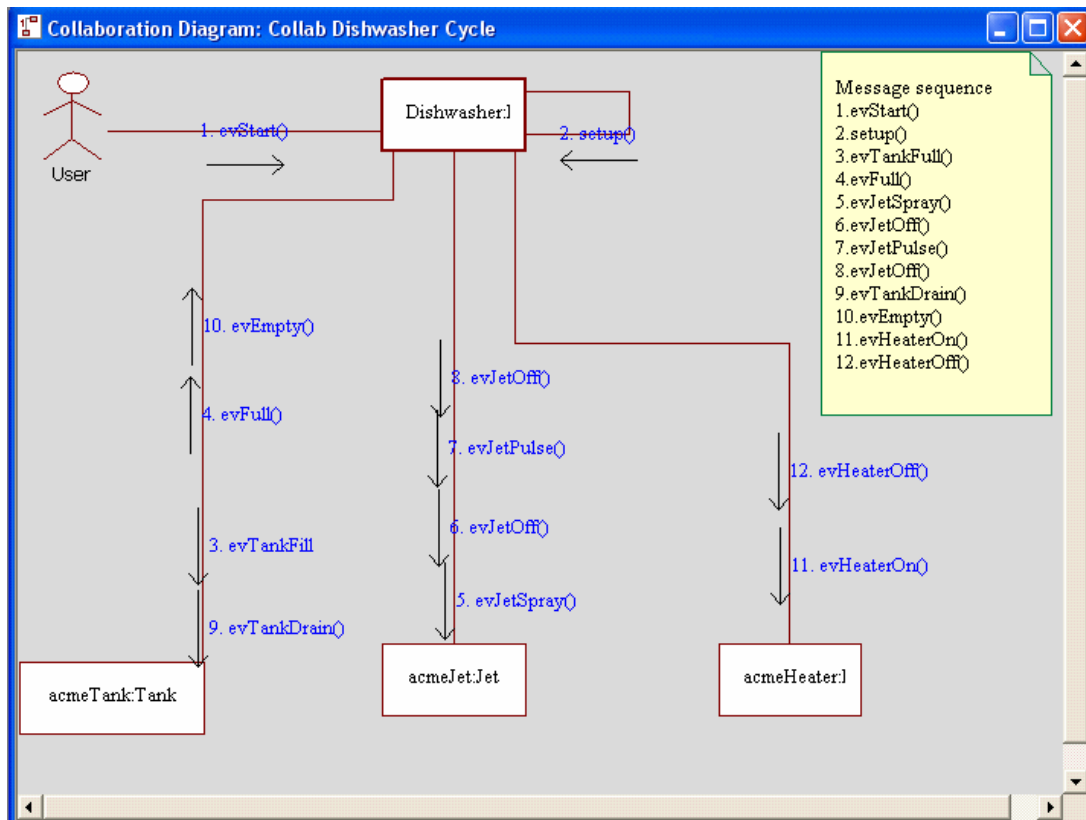 Collaboration Diagram: Collab Dishwasher Cycle
User
1. evStart()
Dishwasher:l
2. setup()
Message sequence
1.evStart()
2.setup()
3.evTankFull()
4.evFull()
5.evJetSpray()
6.evJetOff()
7.evJetPulse()
8.evJetOff()
9.evTankDrain()
10.evEmpty()
11.evHeaterOn()
12.evHeaterOff()
10. evEmpty()
4. evFull()
3. evTankFill
9. evTankDrain()
8. evJetOff()
7. evJetPulse()
6. evJetOff()
5. evJetSpray()
12. evHeaterOff()
11. evHeaterOn()
acmeTank:Tank
acmeJet:Jet
acmeHeater:l